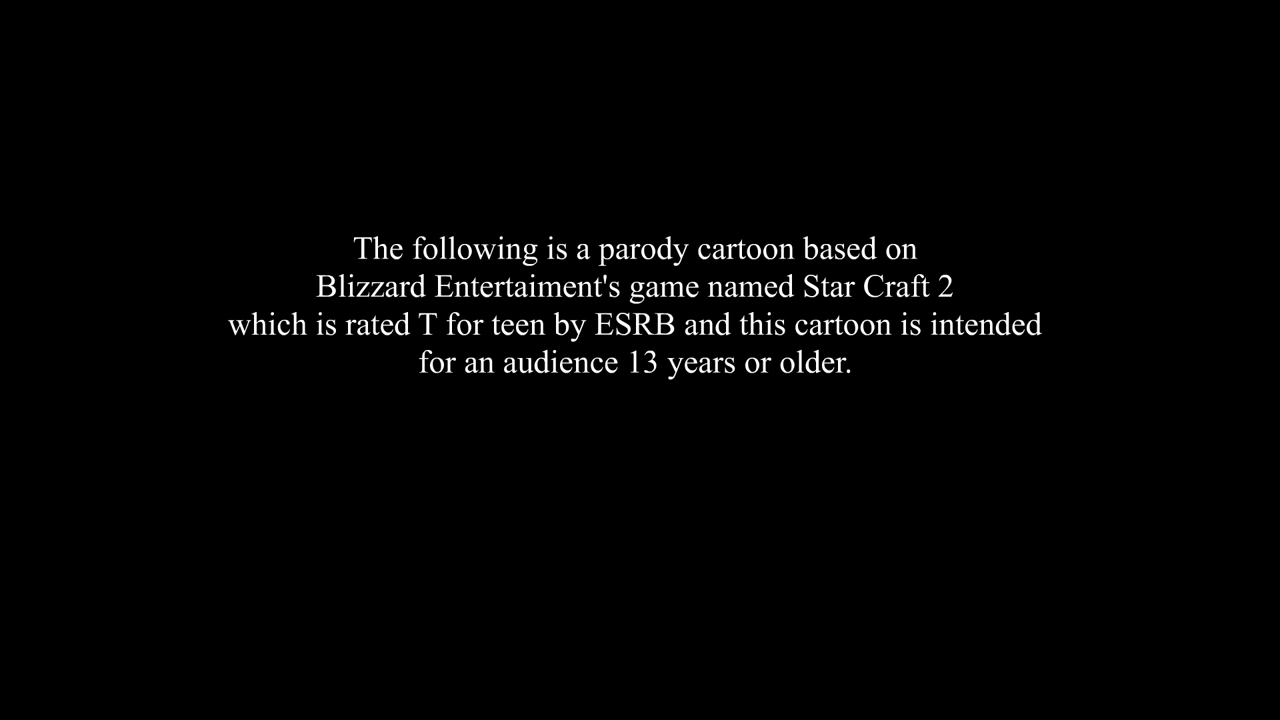 The following is a parody cartoon based on
Blizzard Entertaiment's game named Star Craft 2
which is rated T for teen by ESRB and this cartoon is intended
for an audience 13 years or older.